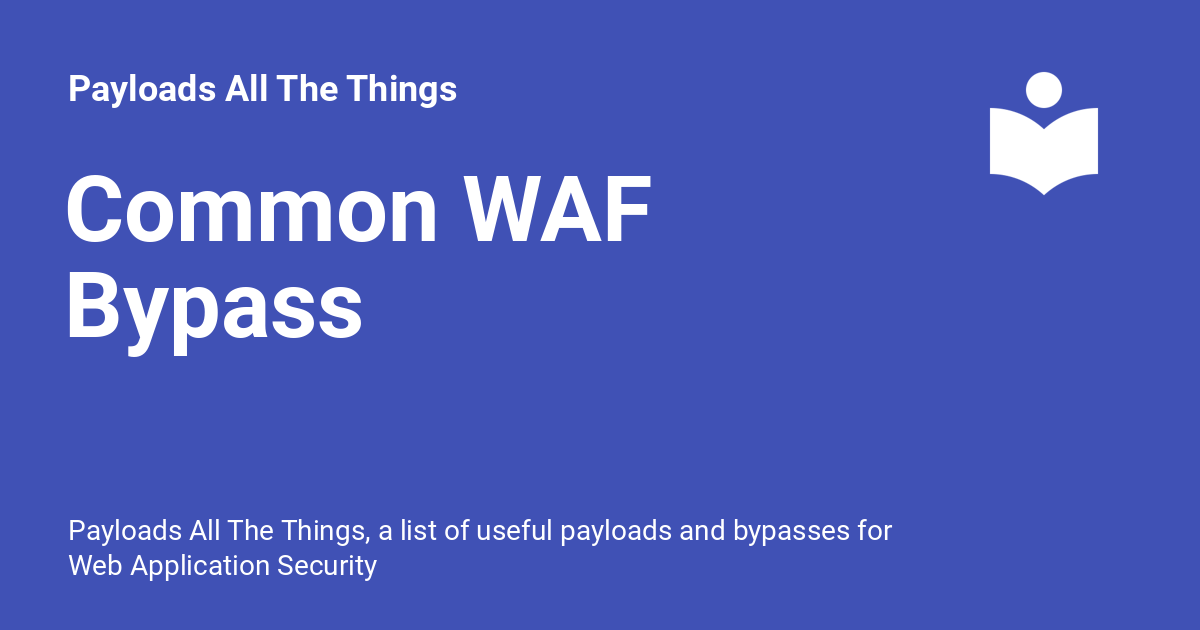 Payloads All The Things
Common WAF
Bypass
Payloads All The Things, a list of useful payloads and bypasses for
Web Application Security